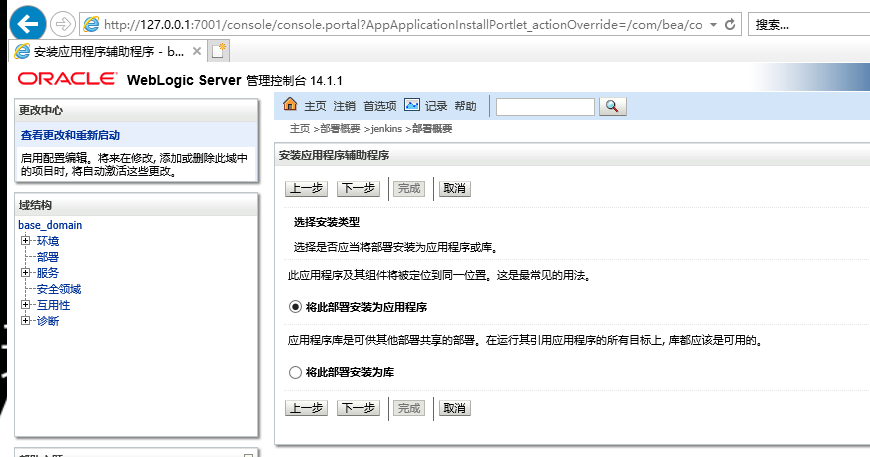 http://127.0.0.1:7001/console/console.portal?AppApplicationInstallPortlet_actionOverride=/com/bea/co
搜索...
安装应用程序辅助程序 - b...
ORACLE WebLogic Server 管理控制台 14.1.1
更改中心
查看更改和重新启动
启用配置编辑。将来在修改, 添加或删除此域中
的项目时, 将自动激活这些更改。
域结构
base_domain
环境
部署
服务
安全领域
互用性
诊断
主页 注销 首选项 记录 帮助
主页 >部署概要 >jenkins >部署概要
安装应用程序辅助程序
上一步 下一步 完成 取消
选择安装类型
选择是否应当将部署安装为应用程序或库。
此应用程序及其组件将被定位到同一位置。这是最常见的用法。
将此部署安装为应用程序
应用程序库是可供其他部署共享的部署。在运行其引用应用程序的所有目标上, 库都应该是可用的。
将此部署安装为库
上一步 下一步 完成 取消